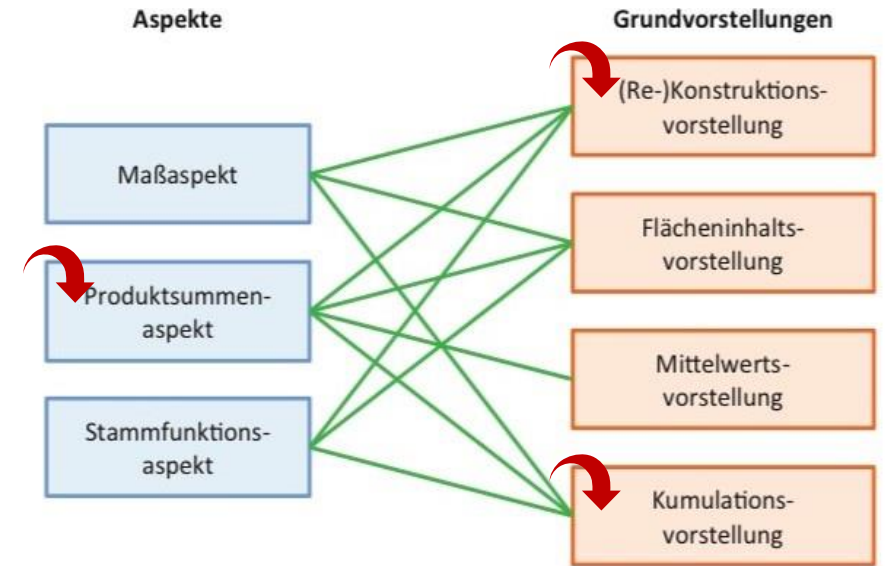 Aspekte
Grundvorstellungen
Maßaspekt
Produktsummen-
aspekt
Stammfunktions-
aspekt
(Re-)Konstruktions-
vorstellung
Flächeninhalts-
vorstellung
Mittelwerts-
vorstellung
Kumulations-
vorstellung